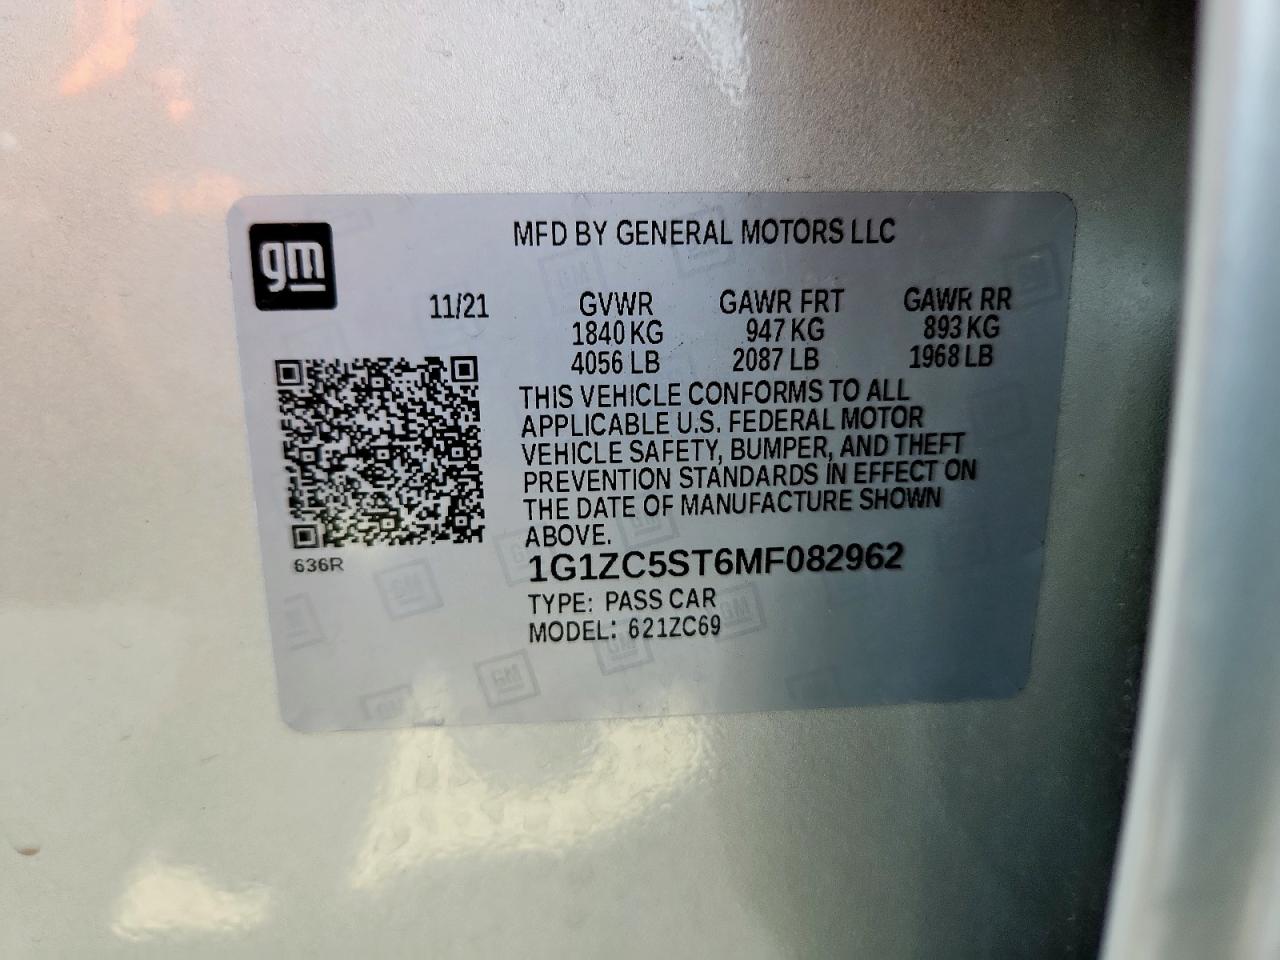 gm
MFD BY GENERAL MOTORS LLC
11/21 GVWR GAWR FRT GAWR RR
1840 KG 947 KG 893 KG
4056 LB 2087 LB 1968 LB
THIS VEHICLE CONFORMS TO ALL
APPLICABLE U.S. FEDERAL MOTOR
VEHICLE SAFETY, BUMPER, AND THEFT
PREVENTION STANDARDS IN EFFECT ON
THE DATE OF MANUFACTURE SHOWN
ABOVE.
636R
1G1ZC5ST6MF082962
TYPE: PASS CAR
MODEL: 621ZC69